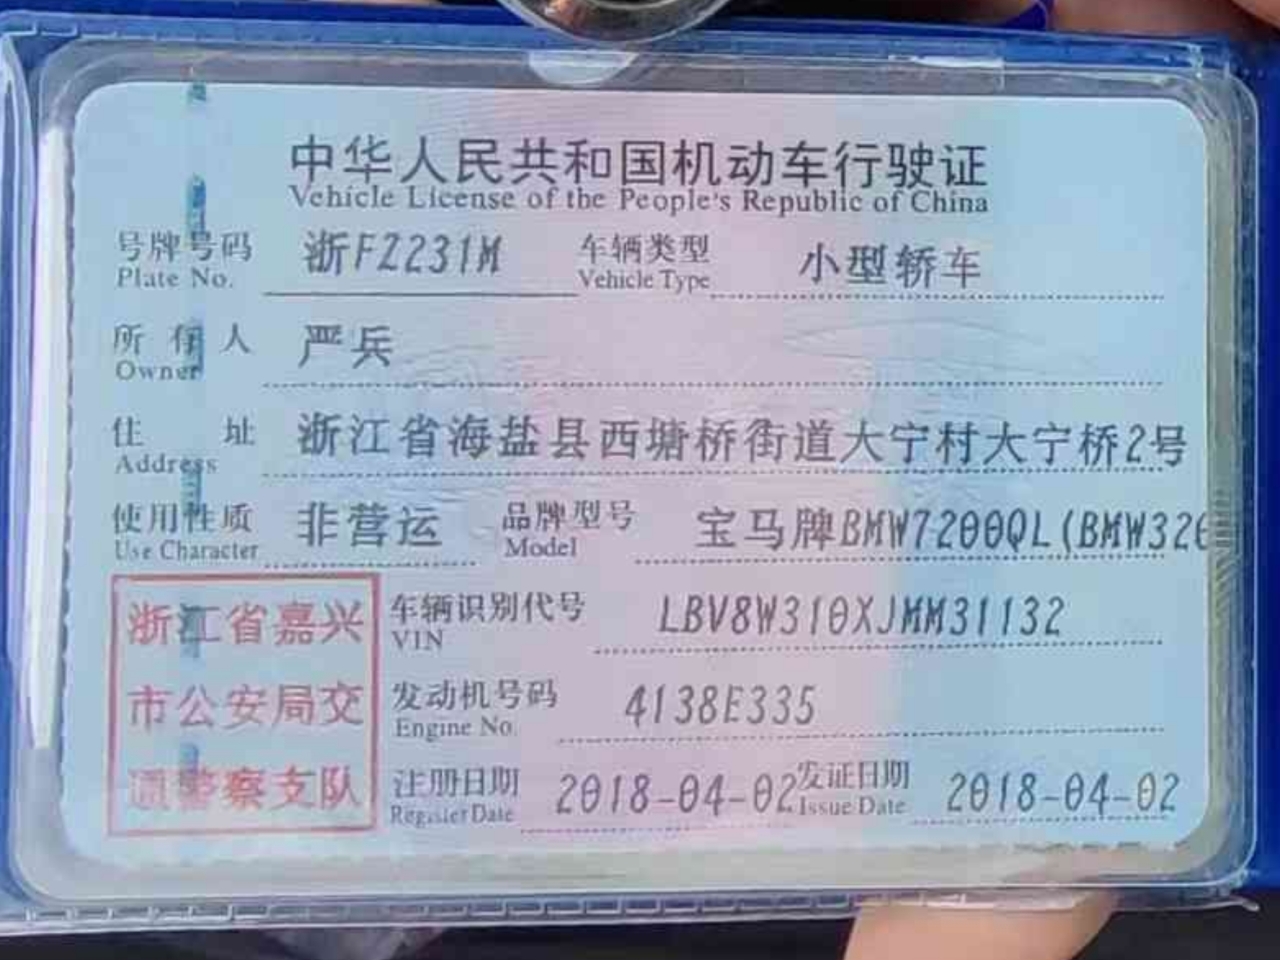 中华人民共和国机动车行驶证
Vehicle License of the People's Republic of China
号牌号码 浙F2231M 车辆类型 小型轿车
Plate No. Vehicle Type
所有人 严兵
Owner
住址 浙江省海盐县西塘桥街道大宁村大宁桥2号
Address
使用性质 非营运 品牌型号 宝马牌BMW7200QL(BMW320
Use Character Model
浙江省嘉兴
市公安局交
通警察支队
车辆识别代号 LBV8W310XJMM31132
VIN
发动机号码 4138E335
Engine No.
注册日期 2018-04-02 发证日期 2018-04-02
Register Date Issue Date